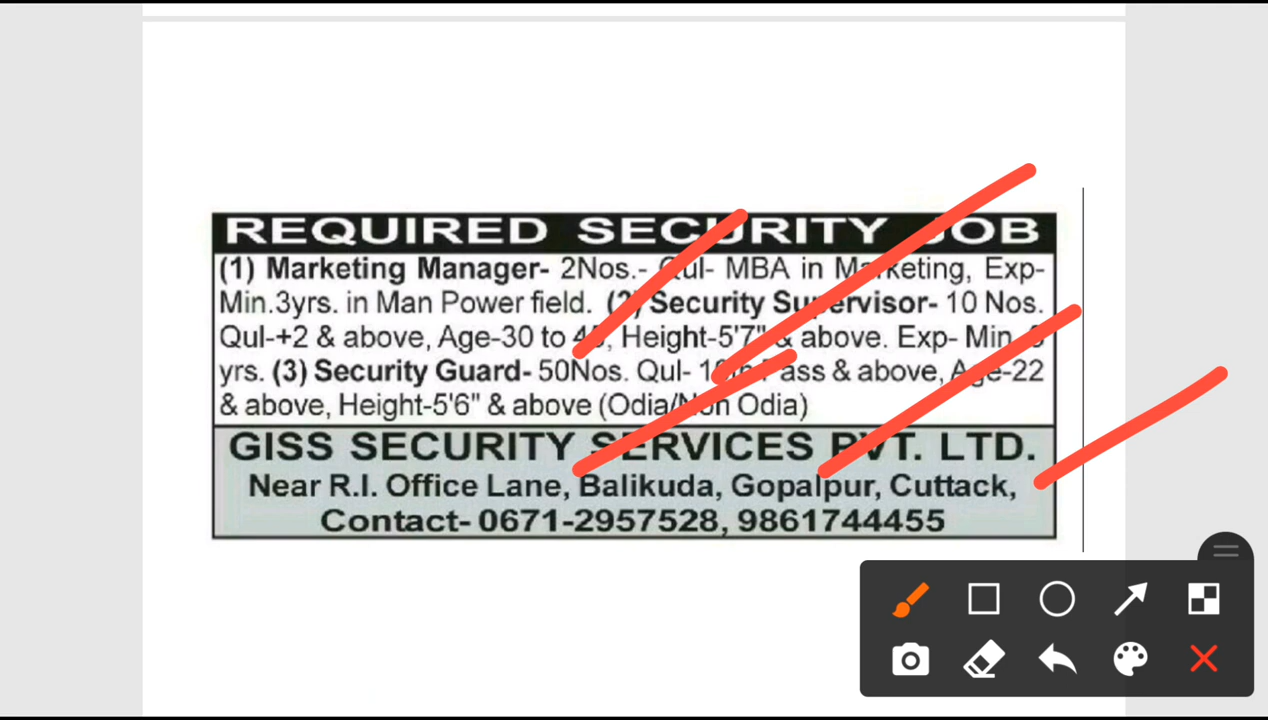 REQUIRED SECURITY JOB
(1) Marketing Manager- 2Nos.- Qul- MBA in Marketing, Exp-
Min.3yrs. in Man Power field. (2) Security Supervisor- 10 Nos.
Qul-+2 & above, Age-30 to 45, Height-5'7" & above. Exp- Min.
yrs. (3) Security Guard- 50Nos. Qul- 10th Pass & above, Age-22
& above, Height-5'6" & above (Odia/Non Odia)
GISS SECURITY SERVICES PVT. LTD.
Near R.I. Office Lane, Balikuda, Gopalpur, Cuttack,
Contact- 0671-2957528, 9861744455